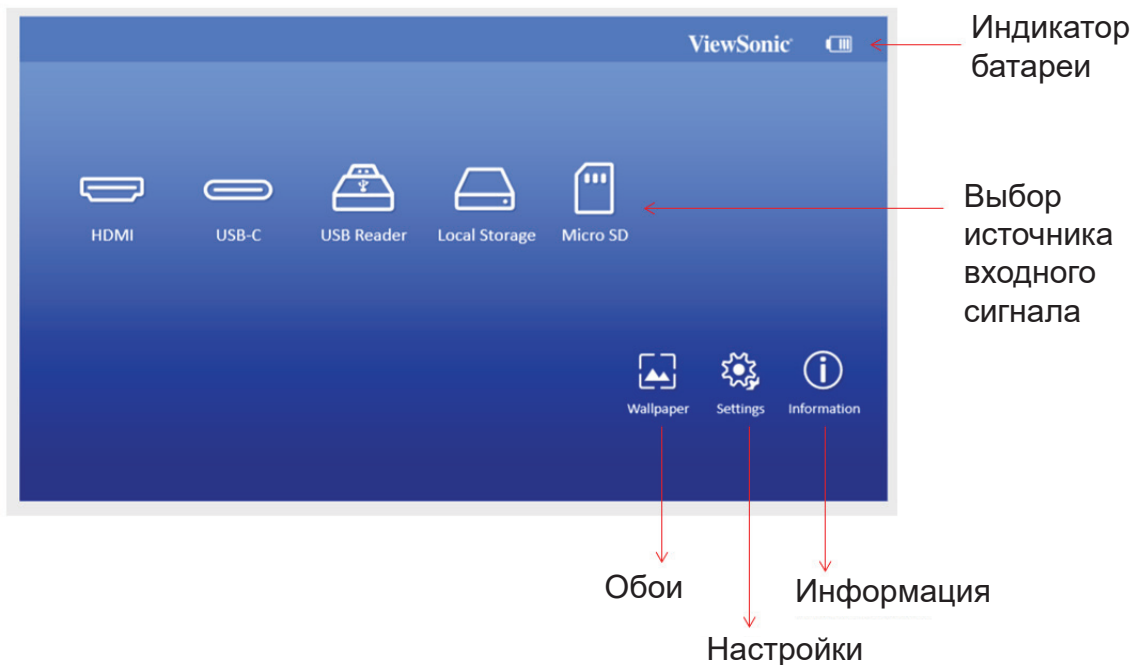 ViewSonic
Индикатор
батареи
HDMI USB-C USB Reader Local Storage Micro SD
Выбор
источника
входного
сигнала
Wallpaper Settings Information
Обои Информация
Настройки